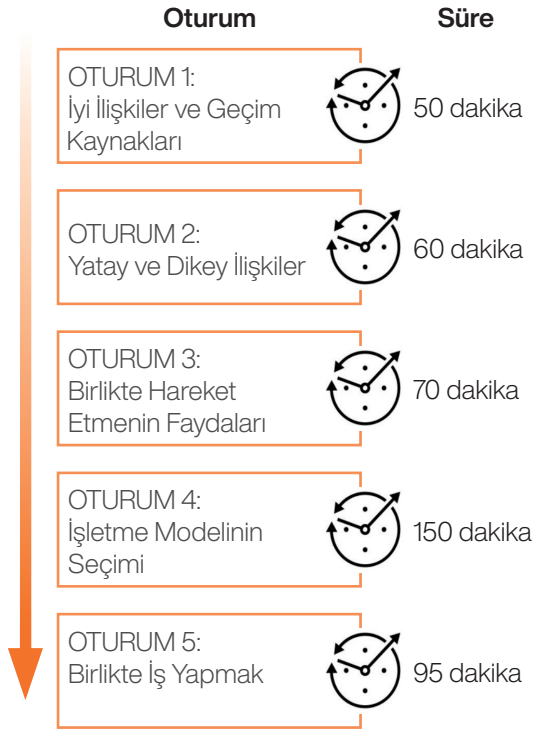 Oturum Süre
OTURUM 1:
İyi İlişkiler ve Geçim
Kaynakları
50 dakika
OTURUM 2:
Yatay ve Dikey İlişkiler
60 dakika
OTURUM 3:
Birlikte Hareket
Etmenin Faydaları
70 dakika
OTURUM 4:
İşletme Modelinin
Seçimi
150 dakika
OTURUM 5:
Birlikte İş Yapmak
95 dakika